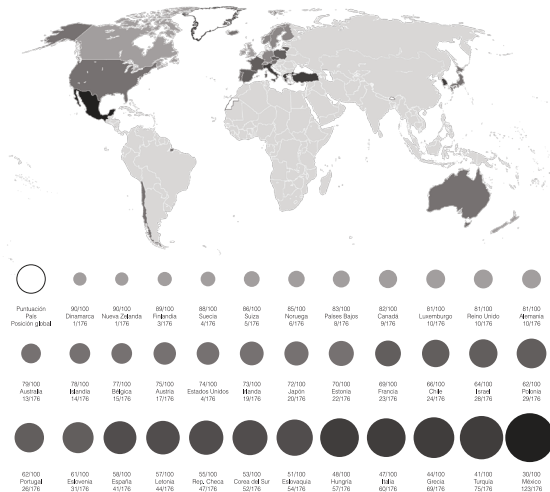 Puntuación
País
Posición global
90/100
Dinamarca
1/176
90/100
Nueva Zelanda
1/176
89/100
Finlandia
3/176
88/100
Suecia
4/176
86/100
Suiza
5/176
85/100
Noruega
6/176
83/100
Países Bajos
8/176
82/100
Canadá
9/176
81/100
Luxemburgo
10/176
81/100
Reino Unido
10/176
81/100
Alemania
10/176
79/100
Australia
13/176
78/100
Islandia
14/176
77/100
Bélgica
15/176
75/100
Austria
17/176
74/100
Estados Unidos
4/176
73/100
Irlanda
19/176
72/100
Japón
20/176
70/100
Estonia
22/176
69/100
Francia
23/176
66/100
Chile
24/176
64/100
Israel
28/176
62/100
Polonia
29/176
62/100
Portugal
26/176
61/100
Eslovenia
31/176
58/100
España
41/176
57/100
Letonia
44/176
55/100
Rep. Checa
47/176
53/100
Corea del Sur
52/176
51/100
Eslovaquia
54/176
48/100
Hungría
57/176
47/100
Italia
60/176
44/100
Grecia
69/176
41/100
Turquía
75/176
30/100
México
123/176